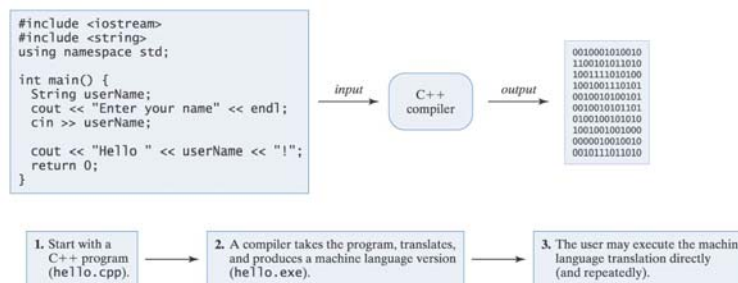 #include <iostream>
#include <string>
using namespace std;
int main() {
String userName;
cout << "Enter your name" << endl;
cin >> userName;
cout << "Hello " << userName << "!";
return 0;
}
input
C++
compiler
output
0010001010010
1100101011010
1001111010100
1001001110101
0010010100101
0010010101101
0100100101010
1001001001000
0000010010010
0010111011010
1. Start with a
C++ program
(hello.cpp).
2. A compiler takes the program, translates,
and produces a machine language version
(hello.exe).
3. The user may execute the machin
language translation directly
(and repeatedly).